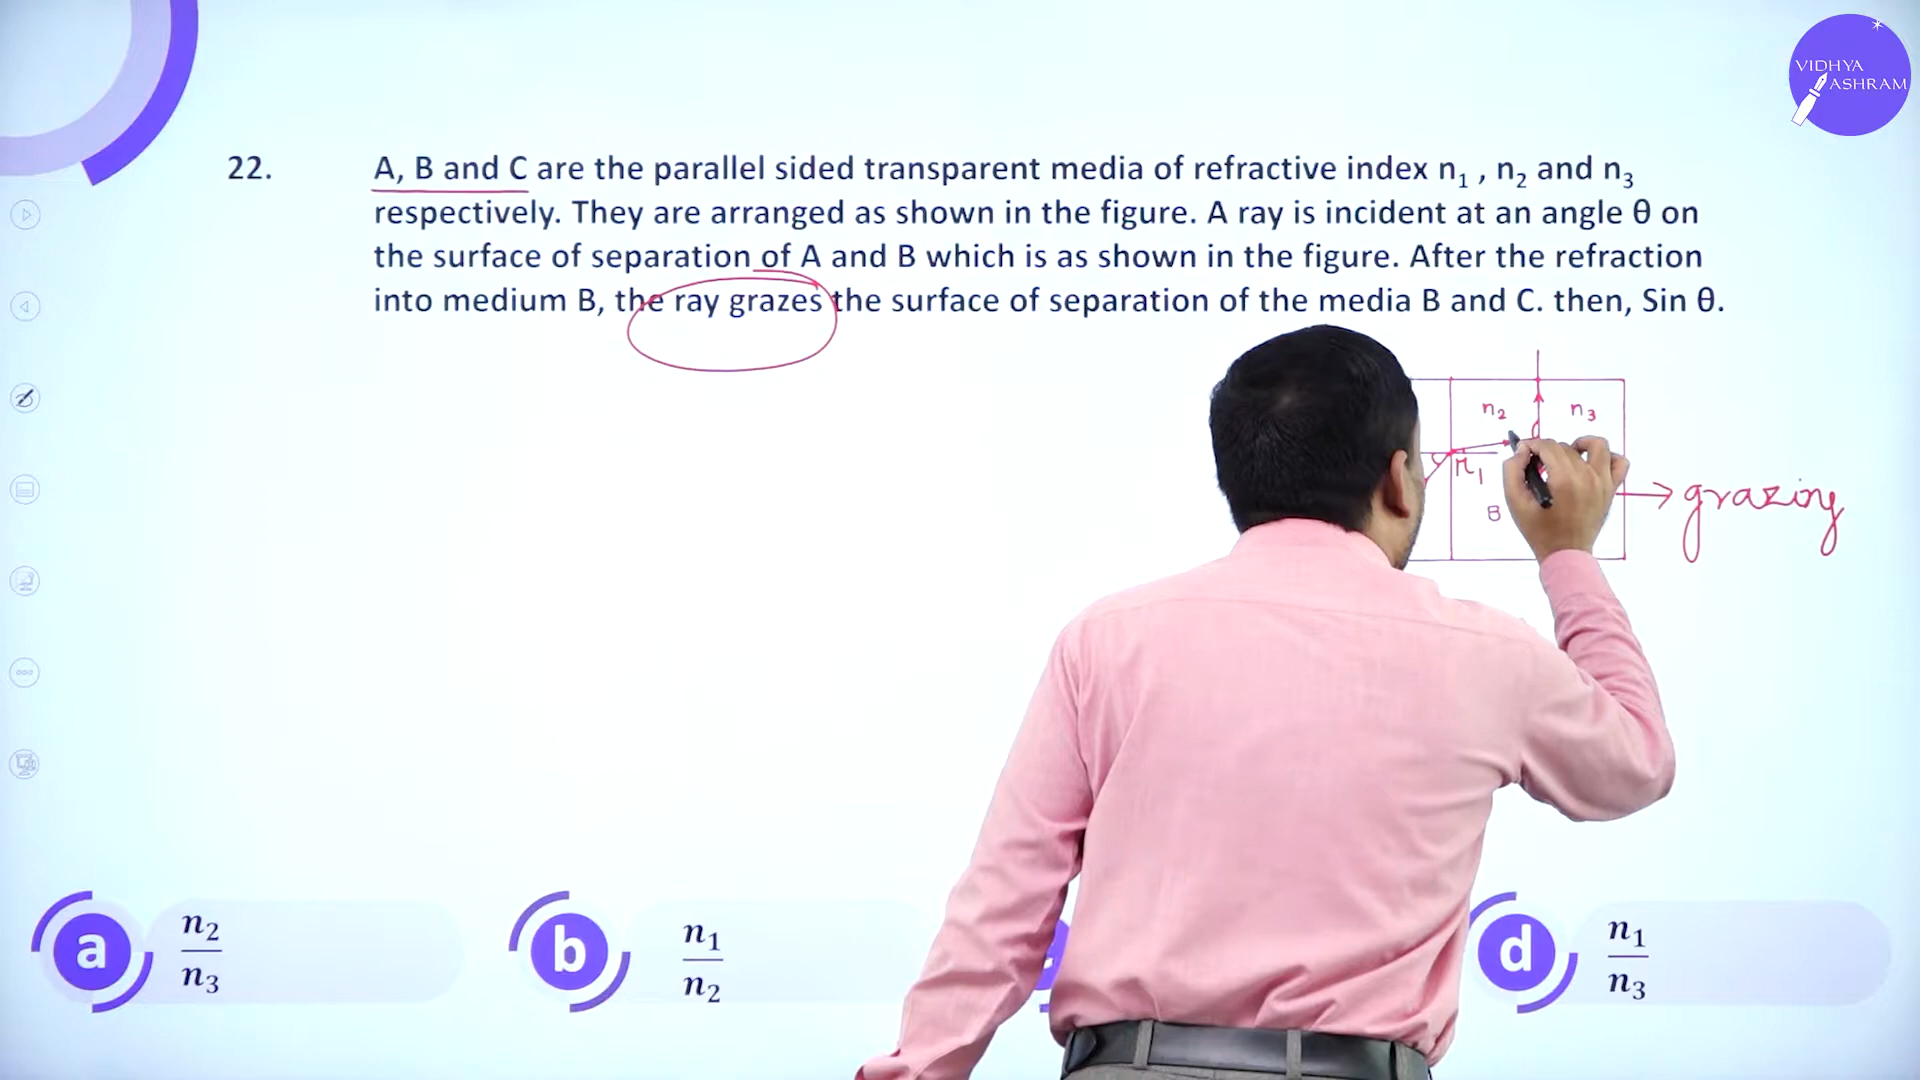 VIDHYA
ASHRAM
22. A, B and C are the parallel sided transparent media of refractive index n₁ , n₂ and n₃
respectively. They are arranged as shown in the figure. A ray is incident at an angle θ on
the surface of separation of A and B which is as shown in the figure. After the refraction
into medium B, the ray grazes the surface of separation of the media B and C. then, Sin θ.
n₂ n₃
r₁
B
grazing
a n₂/n₃
b n₁/n₂
d n₁/n₃